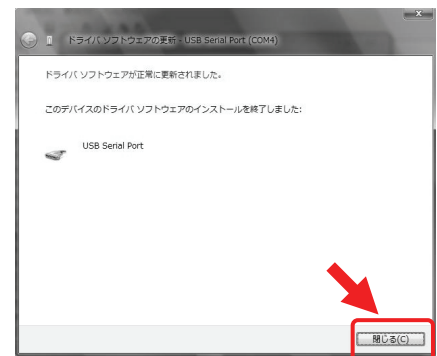 ドライバ ソフトウェアの更新 - USB Serial Port (COM4)
ドライバ ソフトウェアが正常に更新されました。
このデバイスのドライバ ソフトウェアのインストールを終了しました:
USB Serial Port
閉じる(C)